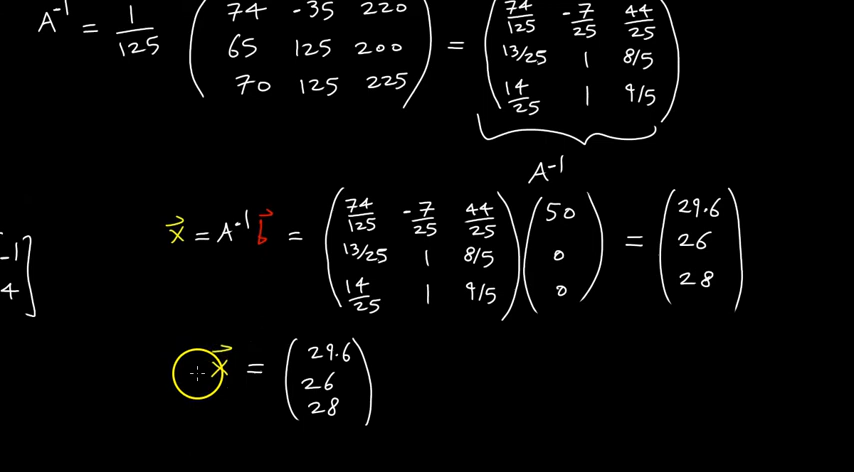 A⁻¹ = 1/125 ( 74 -35 220 ; 65 125 200 ; 70 125 225 ) = ( 74/125 -7/25 44/25 ; 13/25 1 8/5 ; 14/25 1 9/5 )
A⁻¹
x⃗ = A⁻¹ b⃗ = ( 74/125 -7/25 44/25 ; 13/25 1 8/5 ; 14/25 1 9/5 ) ( 50 ; 0 ; 0 ) = ( 29.6 ; 26 ; 28 )
-1
4 ]
x⃗ = ( 29.6 ; 26 ; 28 )